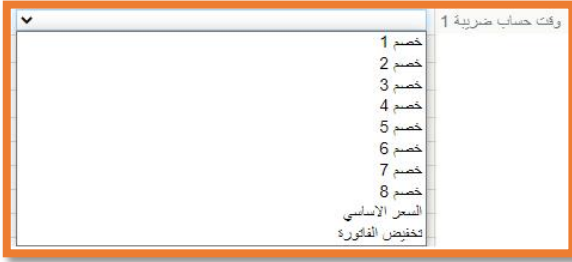 وقت حساب ضريبة 1
خصم 1
خصم 2
خصم 3
خصم 4
خصم 5
خصم 6
خصم 7
خصم 8
السعر الاساسي
تخفيض الفاتورة